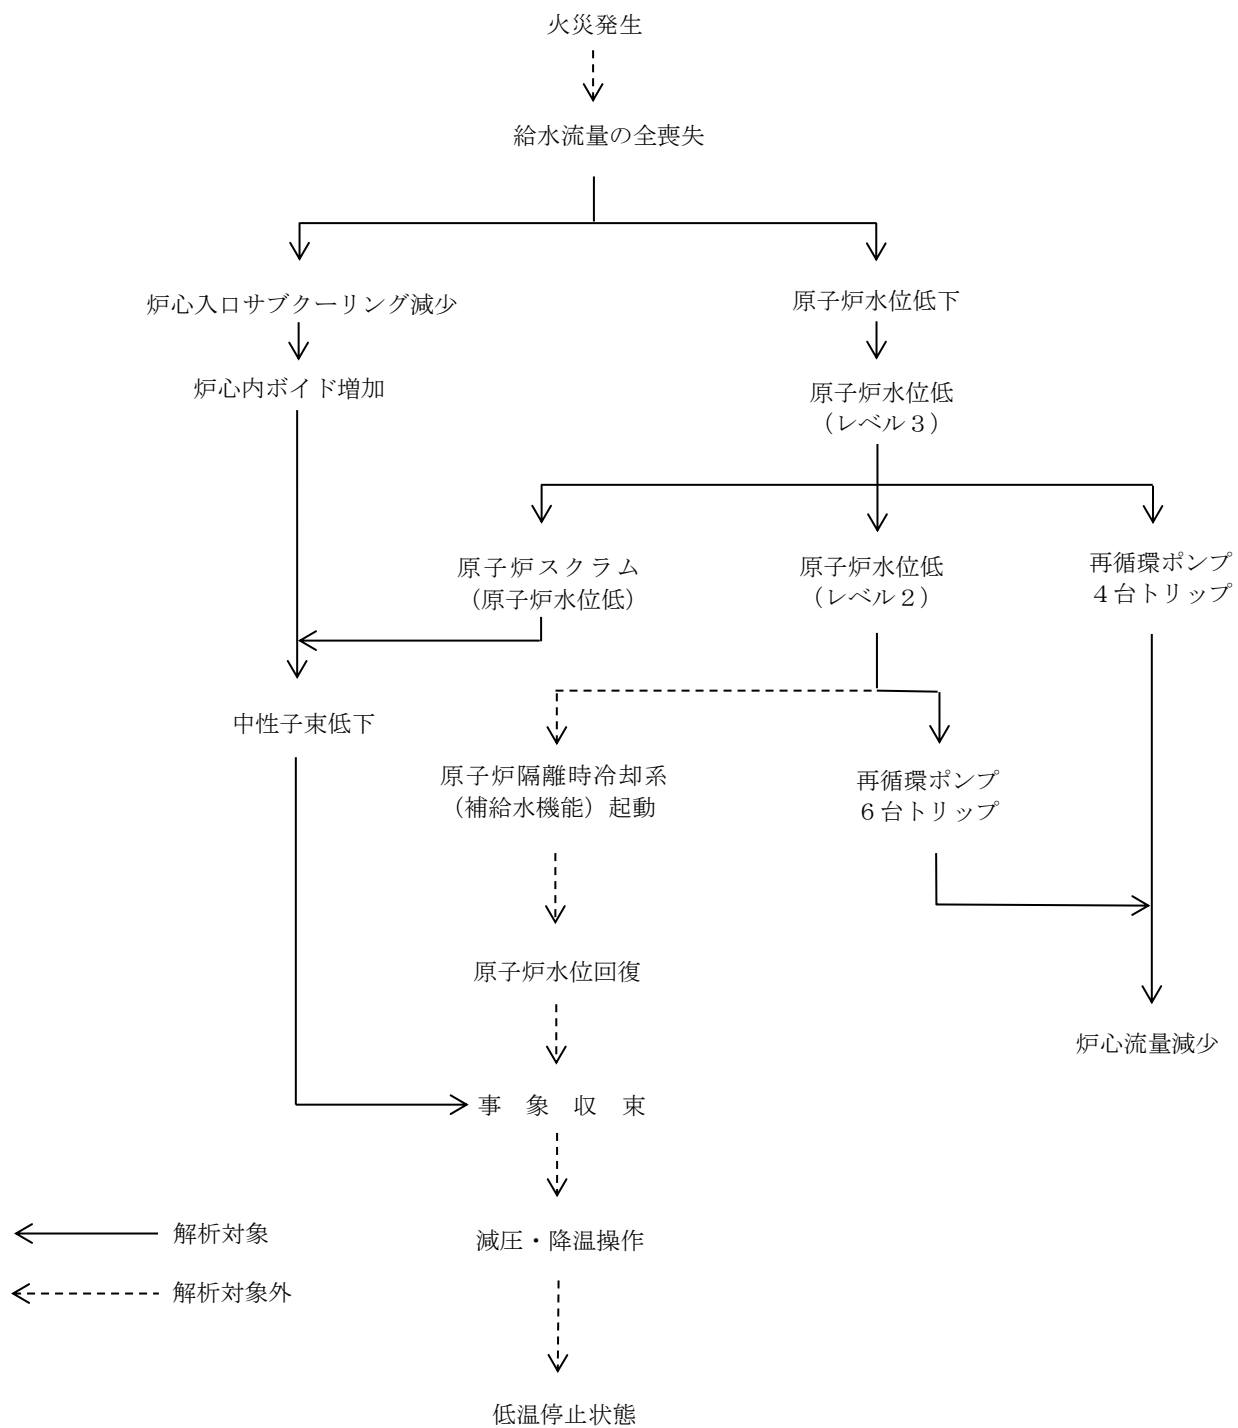 火災発生
給水流量の全喪失
炉心入口サブクーリング減少
原子炉水位低下
炉心内ボイド増加
原子炉水位低
（レベル３）
原子炉スクラム
（原子炉水位低）
原子炉水位低
（レベル２）
再循環ポンプ
４台トリップ
中性子束低下
原子炉隔離時冷却系
（補給水機能）起動
再循環ポンプ
６台トリップ
原子炉水位回復
炉心流量減少
事　象　収　束
解析対象
減圧・降温操作
解析対象外
低温停止状態